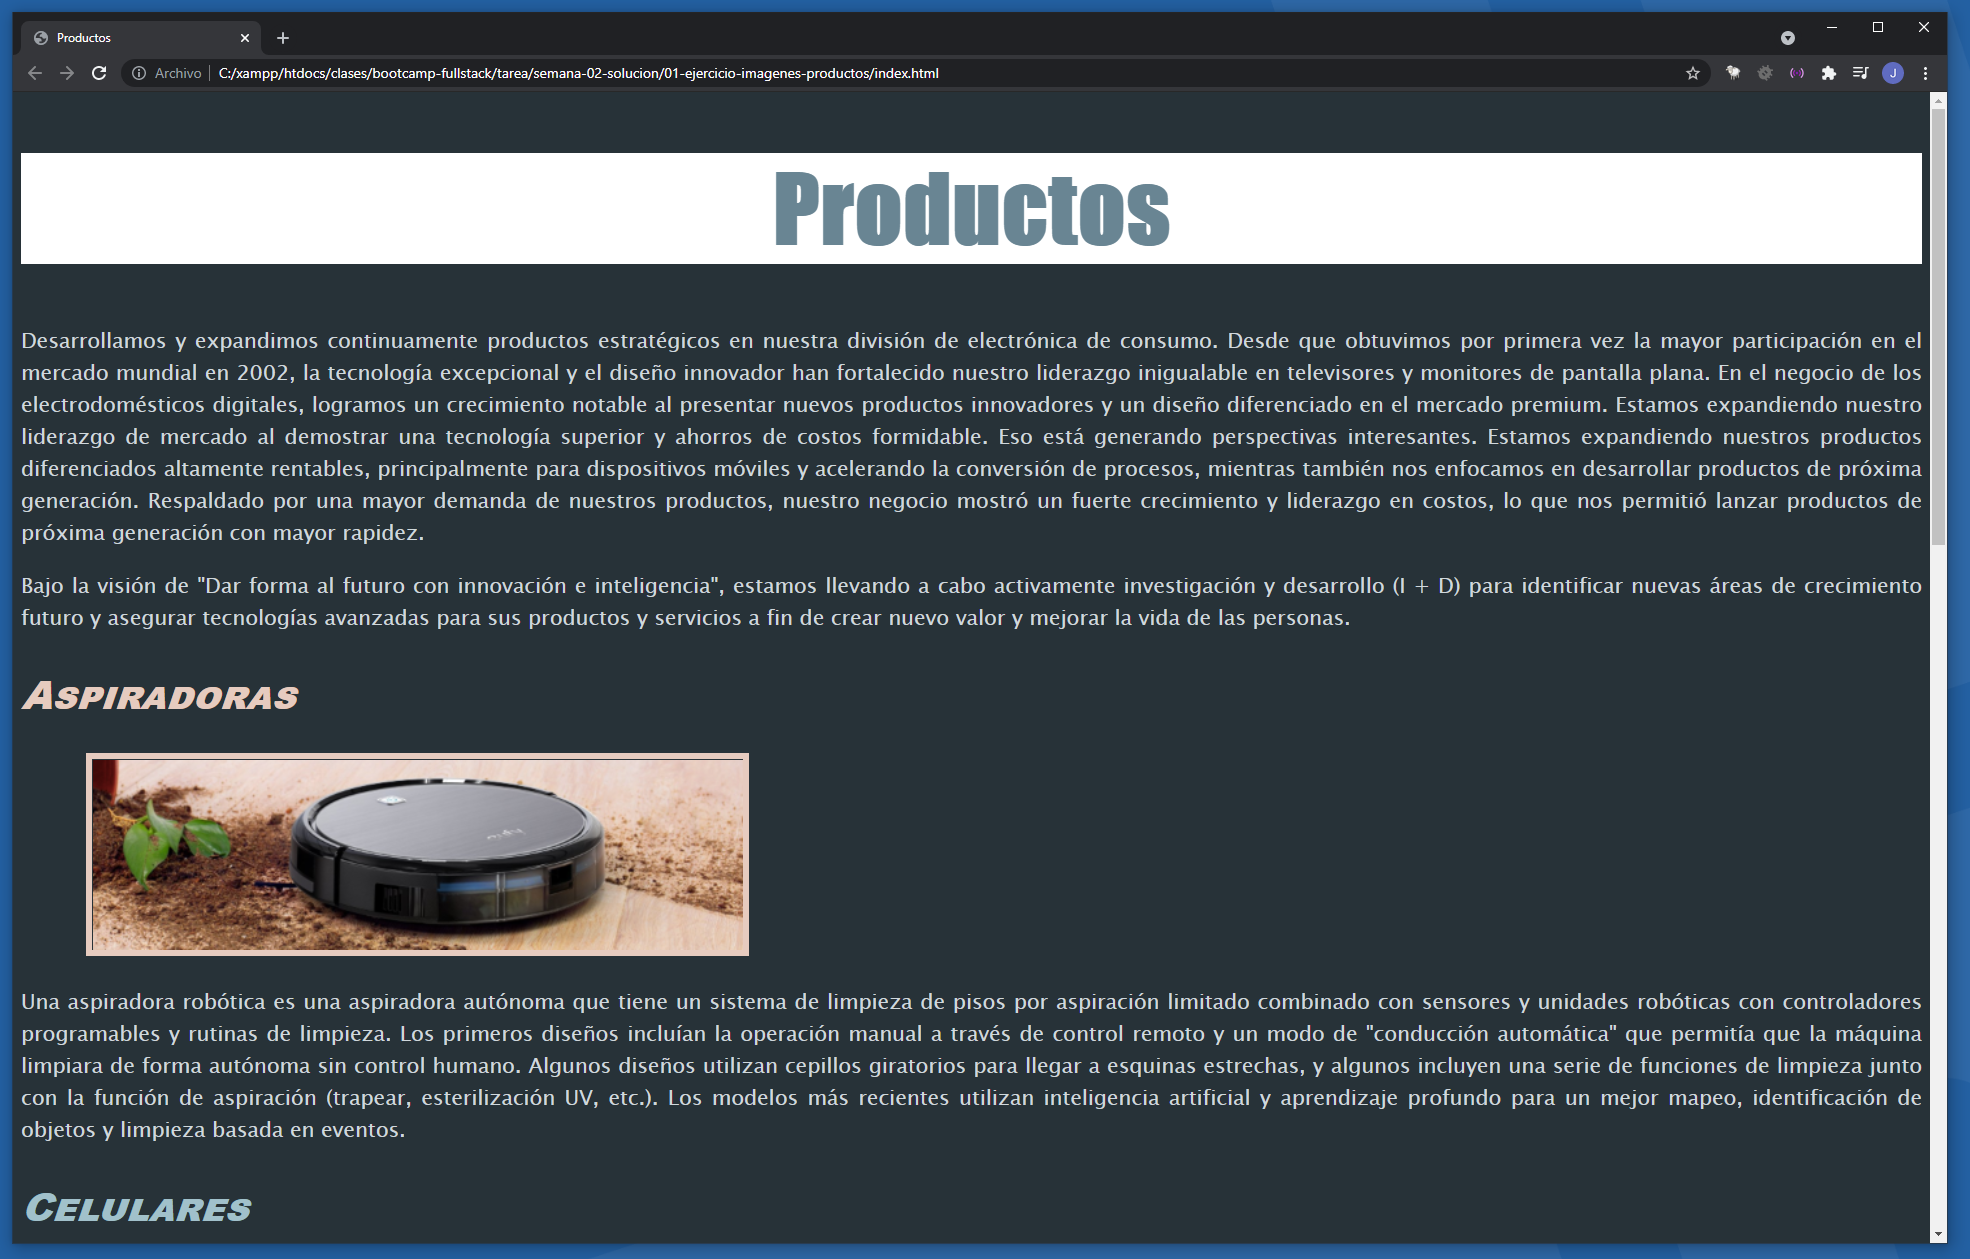 Productos
Archivo
C:/xampp/htdocs/clases/bootcamp-fullstack/tarea/semana-02-solucion/01-ejercicio-imagenes-productos/index.html
J
Productos
Desarrollamos y expandimos continuamente productos estratégicos en nuestra división de electrónica de consumo. Desde que obtuvimos por primera vez la mayor participación en el
mercado mundial en 2002, la tecnología excepcional y el diseño innovador han fortalecido nuestro liderazgo inigualable en televisores y monitores de pantalla plana. En el negocio de los
electrodomésticos digitales, logramos un crecimiento notable al presentar nuevos productos innovadores y un diseño diferenciado en el mercado premium. Estamos expandiendo nuestro
liderazgo de mercado al demostrar una tecnología superior y ahorros de costos formidable. Eso está generando perspectivas interesantes. Estamos expandiendo nuestros productos
diferenciados altamente rentables, principalmente para dispositivos móviles y acelerando la conversión de procesos, mientras también nos enfocamos en desarrollar productos de próxima
generación. Respaldado por una mayor demanda de nuestros productos, nuestro negocio mostró un fuerte crecimiento y liderazgo en costos, lo que nos permitió lanzar productos de
próxima generación con mayor rapidez.
Bajo la visión de "Dar forma al futuro con innovación e inteligencia", estamos llevando a cabo activamente investigación y desarrollo (I + D) para identificar nuevas áreas de crecimiento
futuro y asegurar tecnologías avanzadas para sus productos y servicios a fin de crear nuevo valor y mejorar la vida de las personas.
Aspiradoras
Una aspiradora robótica es una aspiradora autónoma que tiene un sistema de limpieza de pisos por aspiración limitado combinado con sensores y unidades robóticas con controladores
programables y rutinas de limpieza. Los primeros diseños incluían la operación manual a través de control remoto y un modo de "conducción automática" que permitía que la máquina
limpiara de forma autónoma sin control humano. Algunos diseños utilizan cepillos giratorios para llegar a esquinas estrechas, y algunos incluyen una serie de funciones de limpieza junto
con la función de aspiración (trapear, esterilización UV, etc.). Los modelos más recientes utilizan inteligencia artificial y aprendizaje profundo para un mejor mapeo, identificación de
objetos y limpieza basada en eventos.
Celulares